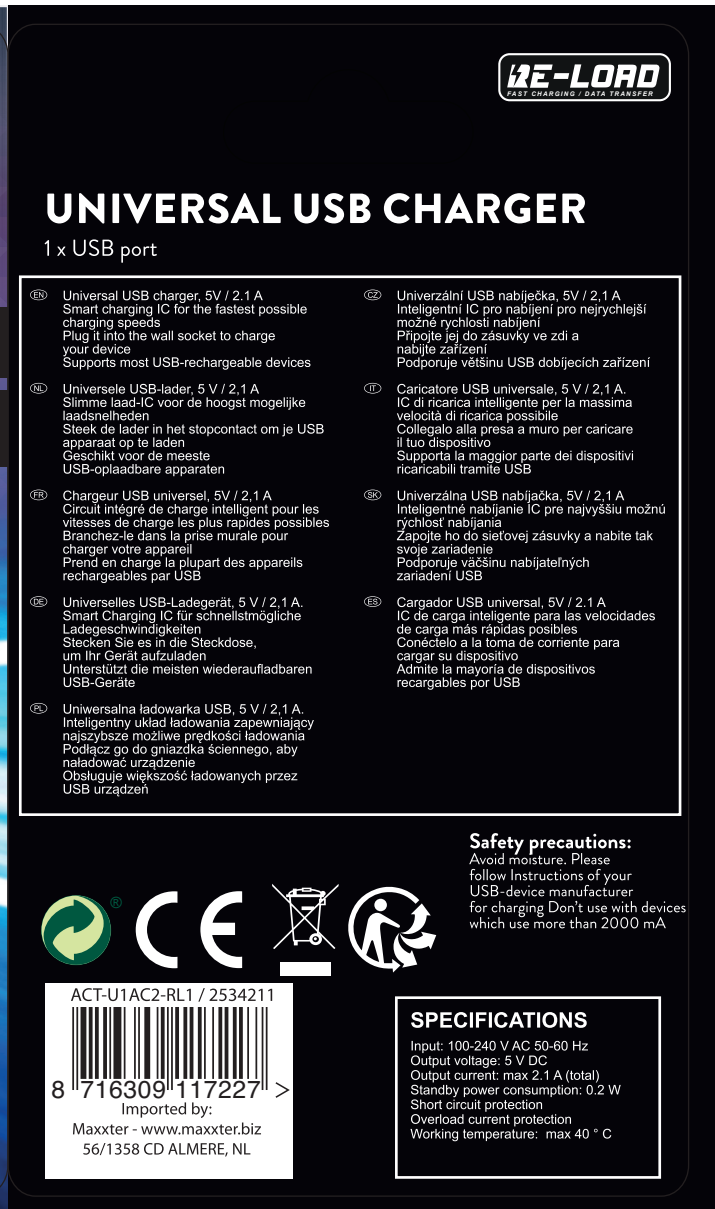 RE-LOAD
FAST CHARGING / DATA TRANSFER
UNIVERSAL USB CHARGER
1 x USB port
EN
Universal USB charger, 5V / 2.1 A
Smart charging IC for the fastest possible
charging speeds
Plug it into the wall socket to charge
your device
Supports most USB-rechargeable devices
NL
Universele USB-lader, 5 V / 2,1 A
Slimme laad-IC voor de hoogst mogelijke
laadsnelheden
Steek de lader in het stopcontact om je USB
apparaat op te laden
Geschikt voor de meeste
USB-oplaadbare apparaten
FR
Chargeur USB universel, 5V / 2,1 A
Circuit intégré de charge intelligent pour les
vitesses de charge les plus rapides possibles
Branchez-le dans la prise murale pour
charger votre appareil
Prend en charge la plupart des appareils
rechargeables par USB
DE
Universelles USB-Ladegerät, 5 V / 2,1 A.
Smart Charging IC für schnellstmögliche
Ladegeschwindigkeiten
Stecken Sie es in die Steckdose,
um Ihr Gerät aufzuladen
Unterstützt die meisten wiederaufladbaren
USB-Geräte
PL
Uniwersalna ładowarka USB, 5 V / 2,1 A.
Inteligentny układ ładowania zapewniający
najszybsze możliwe prędkości ładowania
Podłącz go do gniazdka ściennego, aby
naładować urządzenie
Obsługuje większość ładowanych przez
USB urządzeń
CZ
Univerzální USB nabíječka, 5V / 2,1 A
Inteligentní IC pro nabíjení pro nejrychlejší
možné rychlosti nabíjení
Připojte jej do zásuvky ve zdi a
nabijte zařízení
Podporuje většinu USB dobíjecích zařízení
IT
Caricatore USB universale, 5 V / 2,1 A.
IC di ricarica intelligente per la massima
velocità di ricarica possibile
Collegalo alla presa a muro per caricare
il tuo dispositivo
Supporta la maggior parte dei dispositivi
ricaricabili tramite USB
SK
Univerzálna USB nabíjačka, 5V / 2,1 A
Inteligentné nabíjanie IC pre najvyššiu možnú
rýchlosť nabíjania
Zapojte ho do sieťovej zásuvky a nabite tak
svoje zariadenie
Podporuje väčšinu nabíjateľných
zariadení USB
ES
Cargador USB universal, 5V / 2.1 A
IC de carga inteligente para las velocidades
de carga más rápidas posibles
Conéctelo a la toma de corriente para
cargar su dispositivo
Admite la mayoría de dispositivos
recargables por USB
Safety precautions:
Avoid moisture. Please
follow Instructions of your
USB-device manufacturer
for charging Don't use with devices
which use more than 2000 mA
®
CE
ACT-U1AC2-RL1 / 2534211
8 716309 117227 >
Imported by:
Maxxter - www.maxxter.biz
56/1358 CD ALMERE, NL
SPECIFICATIONS
Input: 100-240 V AC 50-60 Hz
Output voltage: 5 V DC
Output current: max 2.1 A (total)
Standby power consumption: 0.2 W
Short circuit protection
Overload current protection
Working temperature: max 40 ° C